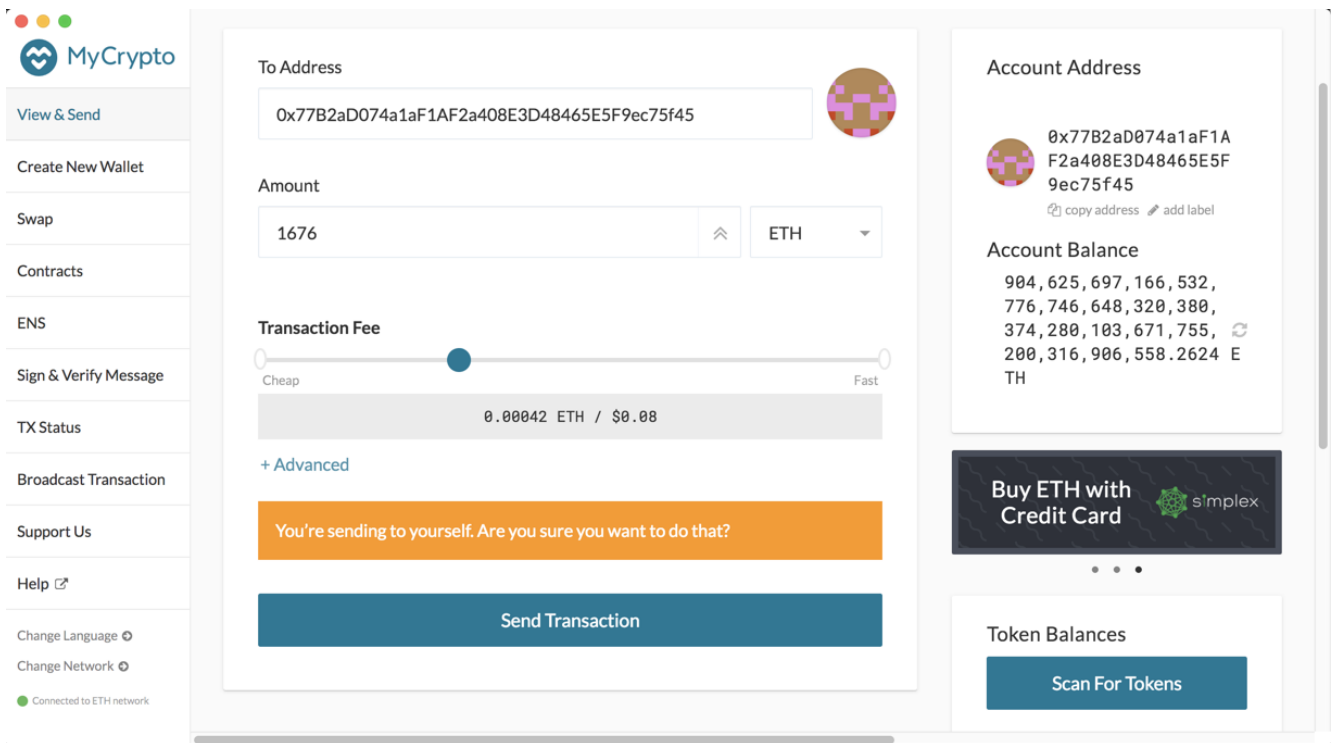 MyCrypto
View & Send
Create New Wallet
Swap
Contracts
ENS
Sign & Verify Message
TX Status
Broadcast Transaction
Support Us
Help
Change Language
Change Network
Connected to ETH network
To Address
0x77B2aD074a1aF1AF2a408E3D48465E5F9ec75f45
Amount
1676
ETH
Transaction Fee
Cheap
Fast
0.00042 ETH / $0.08
+ Advanced
You're sending to yourself. Are you sure you want to do that?
Send Transaction
Account Address
0x77B2aD074a1aF1A
F2a408E3D48465E5F
9ec75f45
copy address add label
Account Balance
904,625,697,166,532,
776,746,648,320,380,
374,280,103,671,755,
200,316,906,558.2624 E
TH
Buy ETH with
Credit Card
simplex
Token Balances
Scan For Tokens